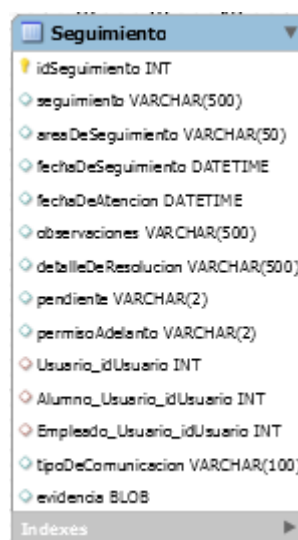 Seguimiento
idSeguimiento INT
seguimiento VARCHAR(500)
areaDeSeguimiento VARCHAR(50)
fechaDeSeguimiento DATETIME
fechaDeAtencion DATETIME
observaciones VARCHAR(500)
detalleDeResolucion VARCHAR(500)
pendiente VARCHAR(2)
permisoAdelanto VARCHAR(2)
Usuario_idUsuario INT
Alumno_Usuario_idUsuario INT
Empleado_Usuario_idUsuario INT
tipoDeComunicacion VARCHAR(100)
evidencia BLOB
Indexes